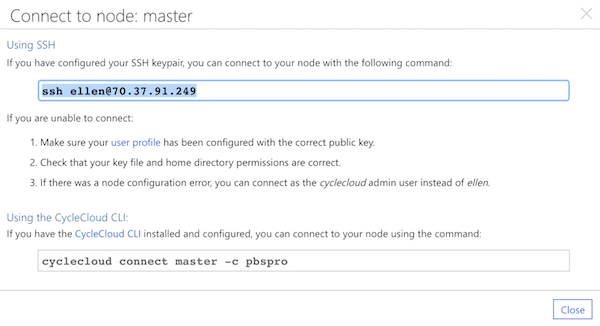 Connect to node: master
Using SSH
If you have configured your SSH keypair, you can connect to your node with the following command:
ssh ellen@70.37.91.249
If you are unable to connect:
1. Make sure your user profile has been configured with the correct public key.
2. Check that your key file and home directory permissions are correct.
3. If there was a node configuration error, you can connect as the cyclecloud admin user instead of ellen.
Using the CycleCloud CLI:
If you have the CycleCloud CLI installed and configured, you can connect to your node using the command:
cyclecloud connect master -c pbspro
Close